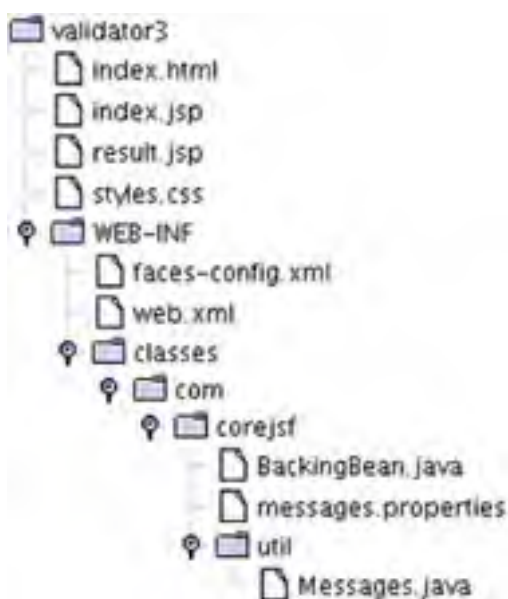 validator3
index.html
index.jsp
result.jsp
styles.css
WEB-INF
faces-config.xml
web.xml
classes
com
corejsf
BackingBean.java
messages.properties
util
Messages.java